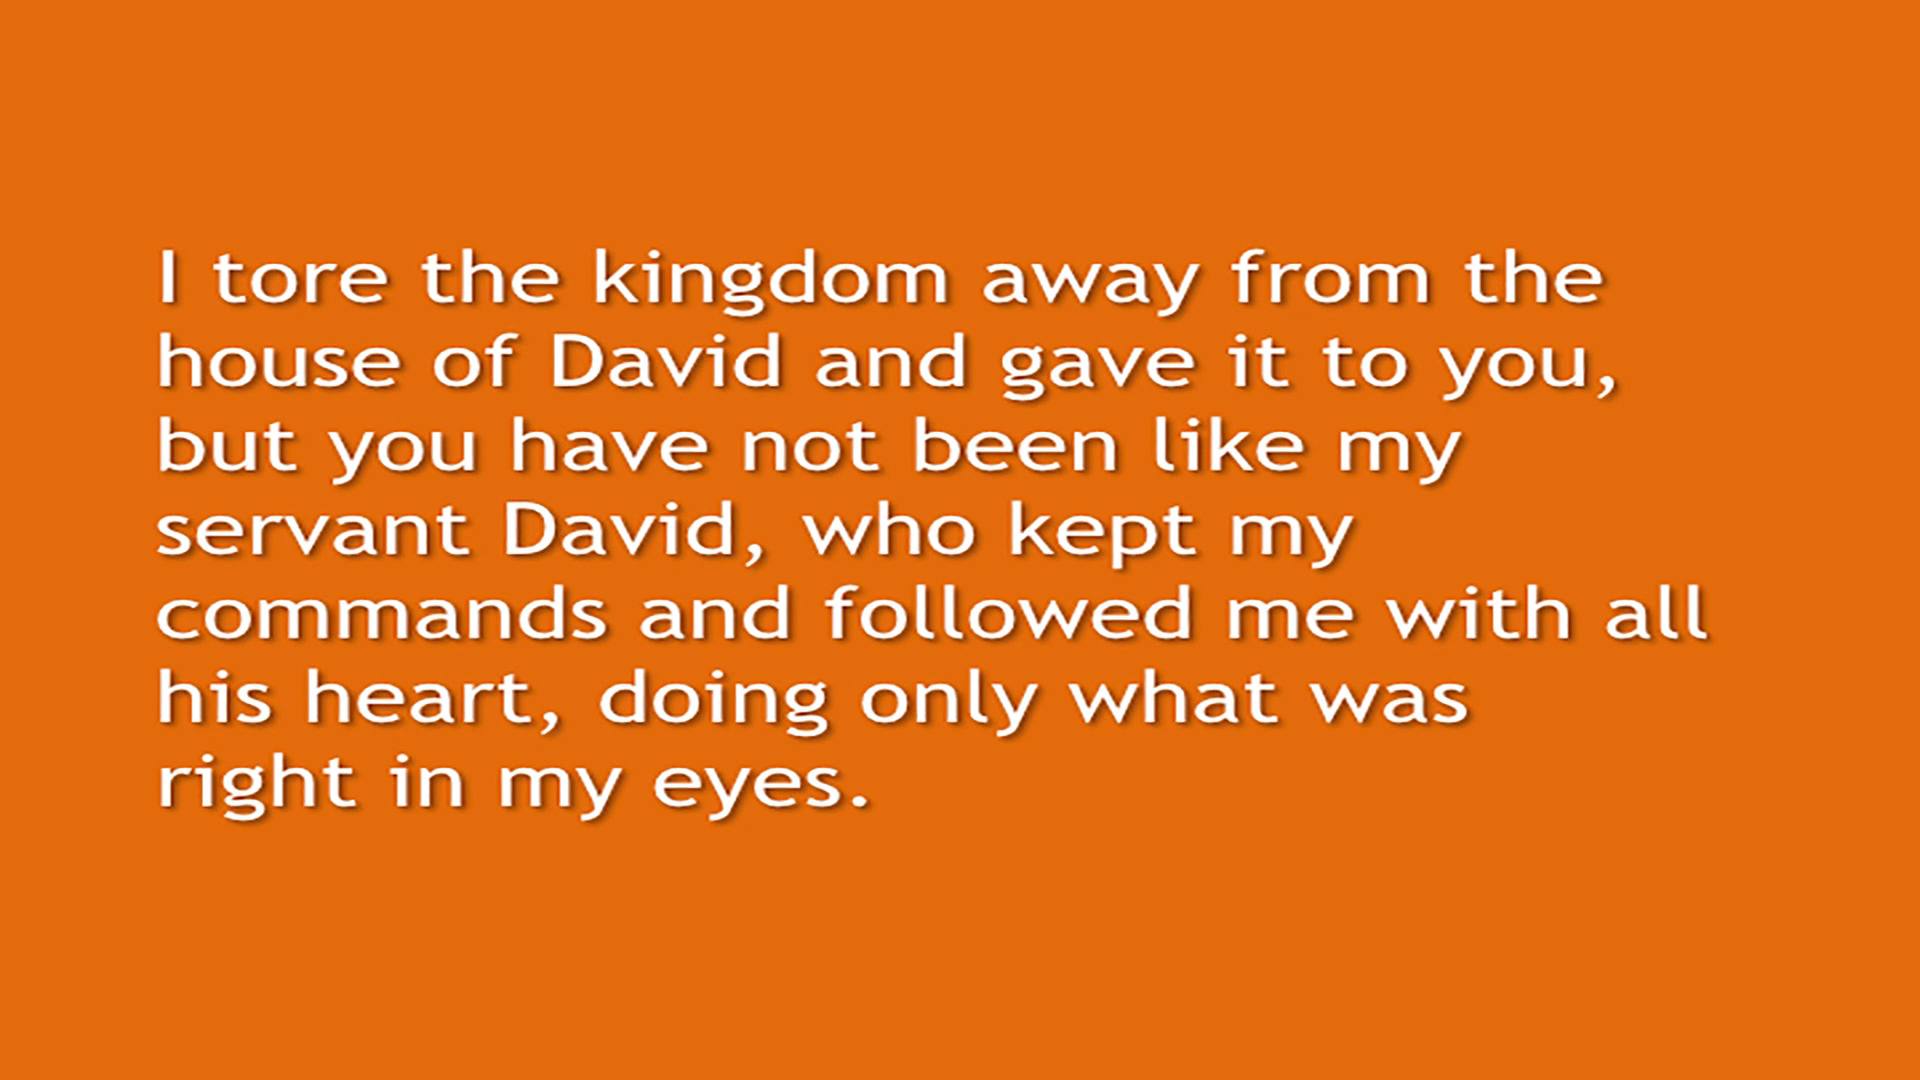 I tore the kingdom away from the
house of David and gave it to you,
but you have not been like my
servant David, who kept my
commands and followed me with all
his heart, doing only what was
right in my eyes.